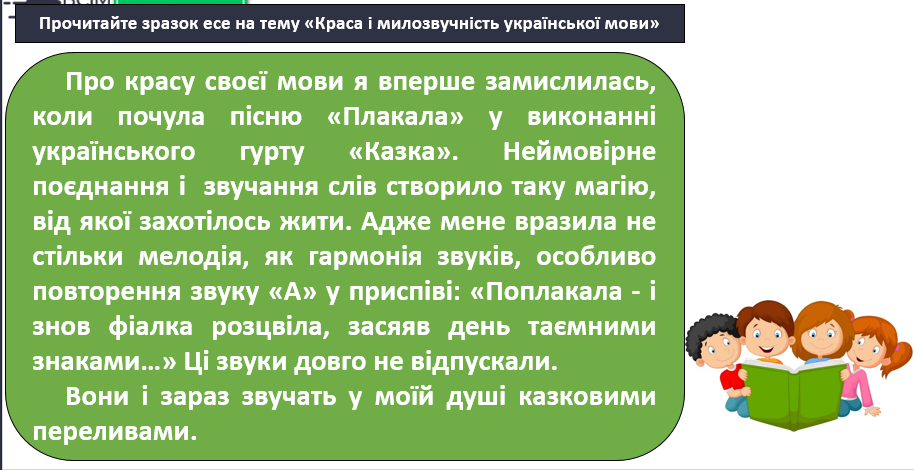 Прочитайте зразок есе на тему «Краса і милозвучність української мови»
Про красу своєї мови я вперше замислилась,
коли почула пісню «Плакала» у виконанні
українського гурту «Казка». Неймовірне
поєднання і звучання слів створило таку магію,
від якої захотілось жити. Адже мене вразила не
стільки мелодія, як гармонія звуків, особливо
повторення звуку «А» у приспіві: «Поплакала - і
знов фіалка розцвіла, засяяв день таємними
знаками…» Ці звуки довго не відпускали.
Вони і зараз звучать у моїй душі казковими
переливами.